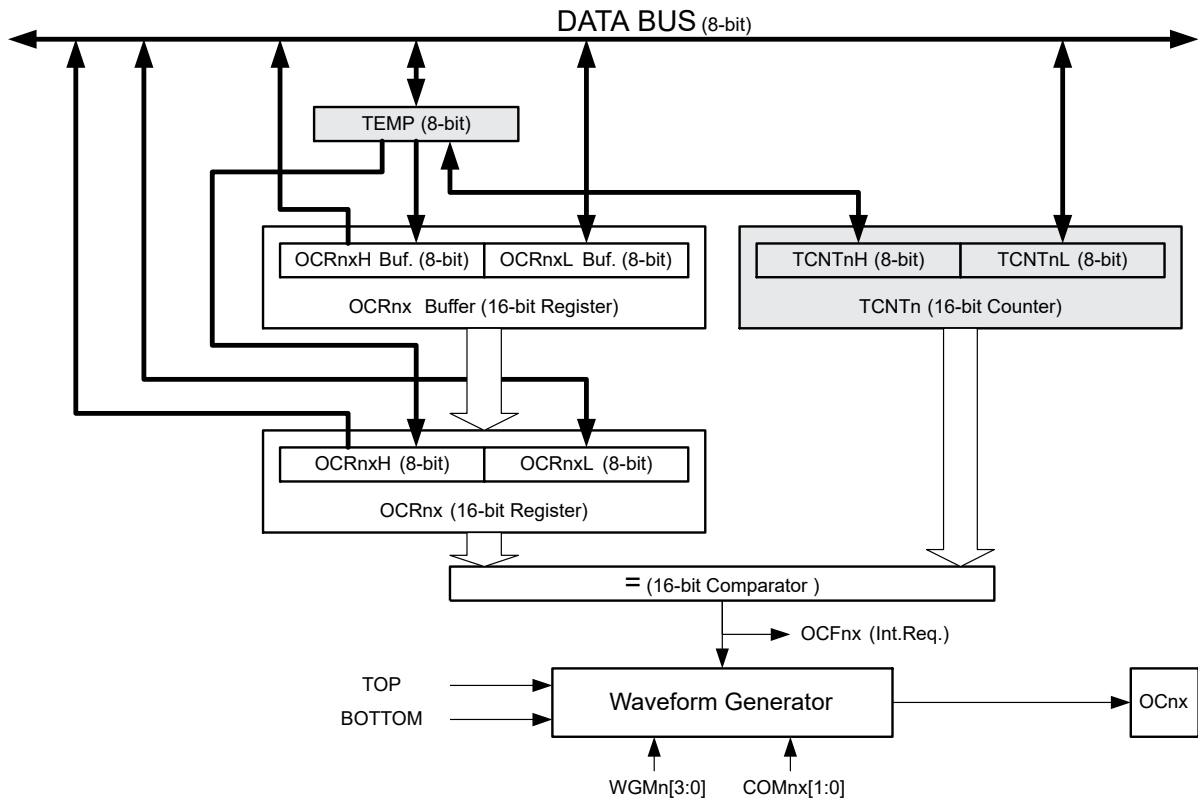 DATA BUS (8-bit)
TEMP (8-bit)
OCRnxH Buf. (8-bit)
OCRnxL Buf. (8-bit)
OCRnx Buffer (16-bit Register)
TCNTnH (8-bit)
TCNTnL (8-bit)
TCNTn (16-bit Counter)
OCRnxH (8-bit)
OCRnxL (8-bit)
OCRnx (16-bit Register)
= (16-bit Comparator )
OCFnx (Int.Req.)
TOP
BOTTOM
Waveform Generator
OCnx
WGMn[3:0]
COMnx[1:0]